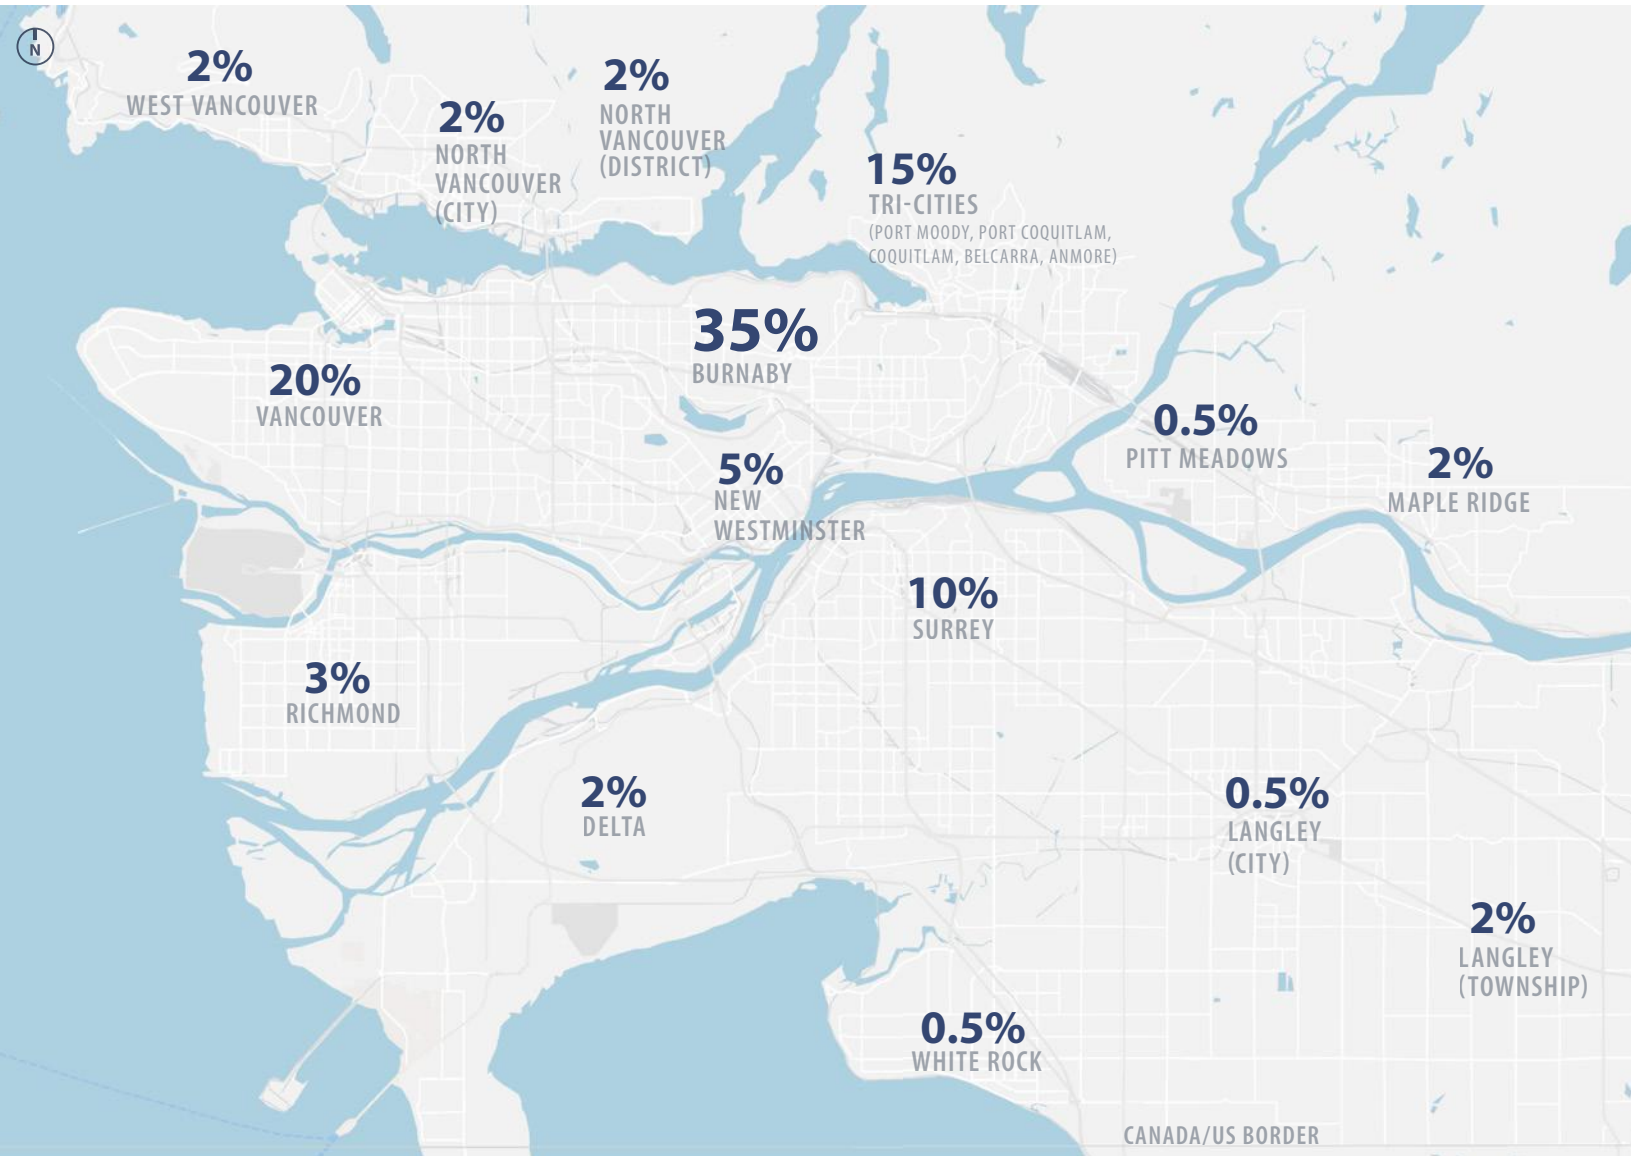 N
2%
WEST VANCOUVER
2%
NORTH
VANCOUVER
(CITY)
2%
NORTH
VANCOUVER
(DISTRICT)
15%
TRI-CITIES
(PORT MOODY, PORT COQUITLAM,
COQUITLAM, BELCARRA, ANMORE)
35%
BURNABY
20%
VANCOUVER
0.5%
PITT MEADOWS
2%
MAPLE RIDGE
5%
NEW
WESTMINSTER
10%
SURREY
3%
RICHMOND
2%
DELTA
0.5%
LANGLEY
(CITY)
2%
LANGLEY
(TOWNSHIP)
0.5%
WHITE ROCK
CANADA/US BORDER